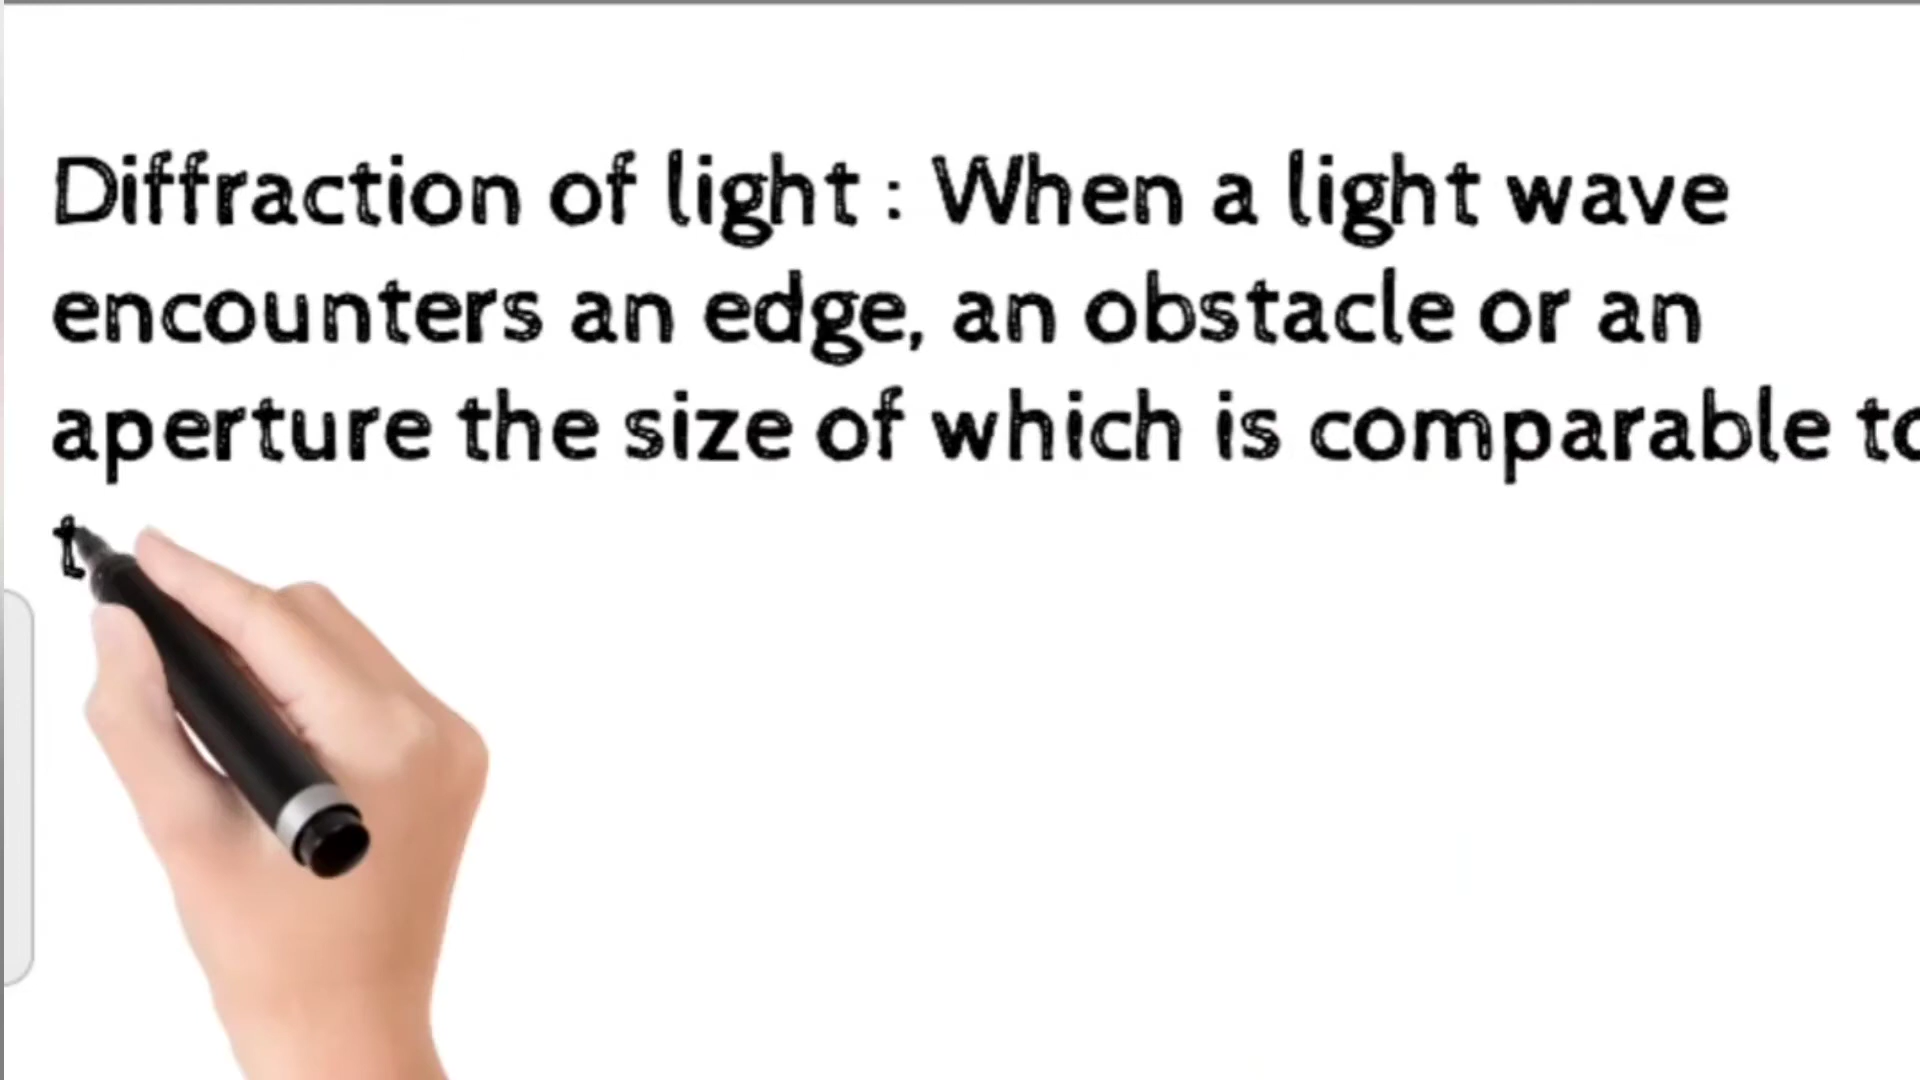 Diffraction of light : When a light wave
encounters an edge, an obstacle or an
aperture the size of which is comparable to
t